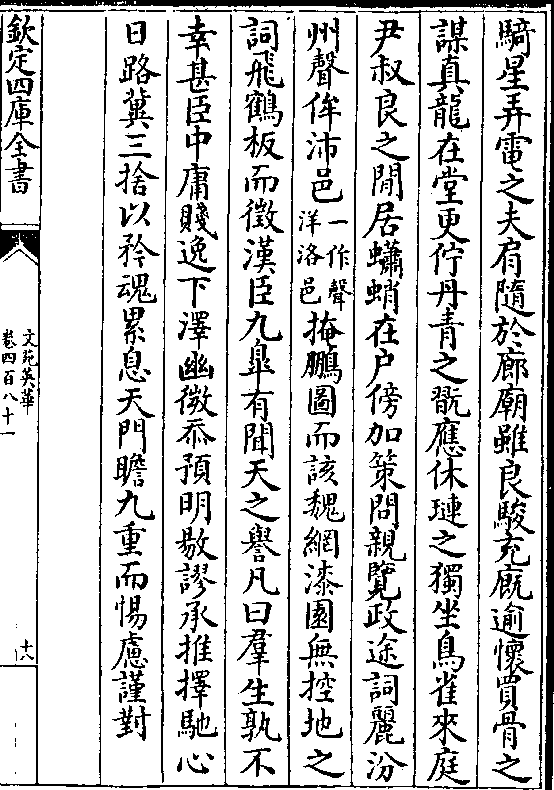 騎星弄電之夫肩隨於廊廟雖良駿充廐逾懷買骨之
謀真龍在堂更佇丹青之翫應休璉之獨坐鳥雀來庭
尹叔良之閒居蠨蛸在户傍加策問親覽政途詞麗汾
州聲侔沛邑一作聲洋洛邑掩鵬圖而該魏網漆園無控地之
詞飛鶴板而徴漢臣九臯有聞天之譽凡曰羣生孰不
幸甚臣中庸賤逸下澤幽微忝預明敭謬承推擇馳心
日路冀三捨以矜魂累息天門瞻九重而惕慮謹對
欽定四庫全書
文苑英華
卷四百八十一
十八